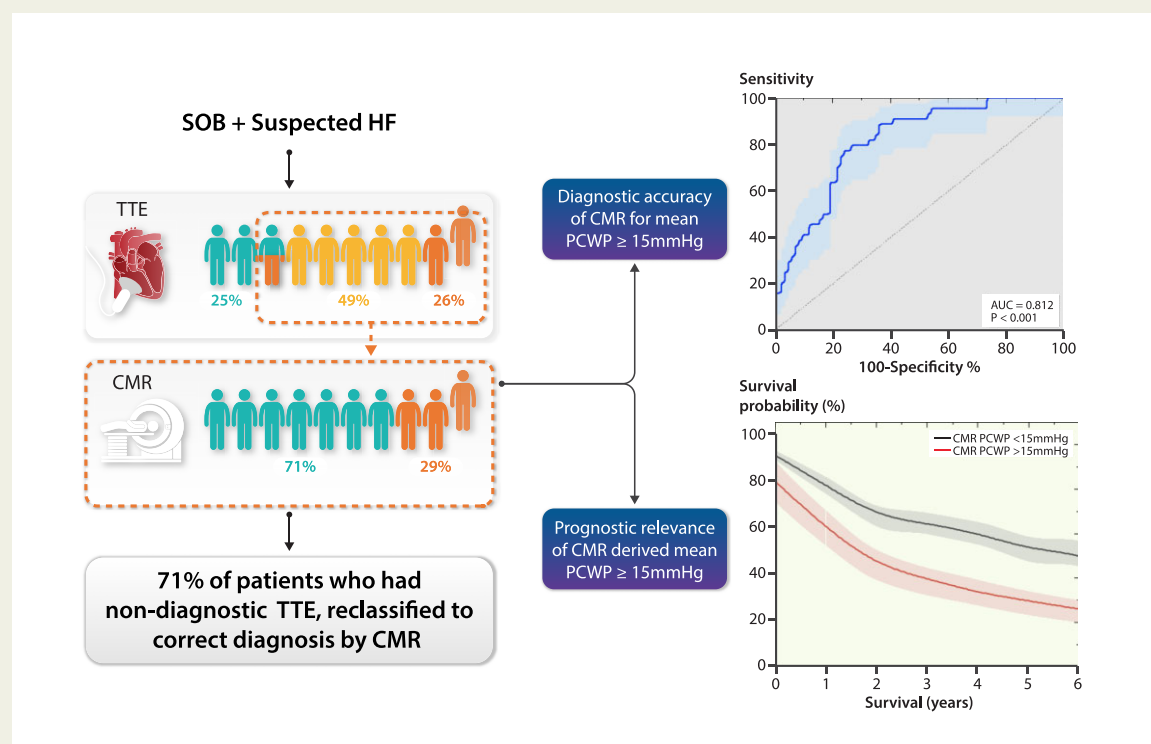 SOB + Suspected HF
TTE
25%
49%
26%
CMR
71%
29%
71% of patients who had
non-diagnostic TTE, reclassified to
correct diagnosis by CMR
Diagnostic accuracy
of CMR for mean
PCWP ≥ 15mmHg
Prognostic relevance
of CMR derived mean
PCWP ≥ 15mmHg
Sensitivity
100
80
60
40
20
0
AUC = 0.812
P < 0.001
0 20 40 60 80 100
100-Specificity %
Survival
probability (%)
100
80
60
40
20
0
CMR PCWP <15mmHg
CMR PCWP >15mmHg
0 1 2 3 4 5 6
Survival (years)